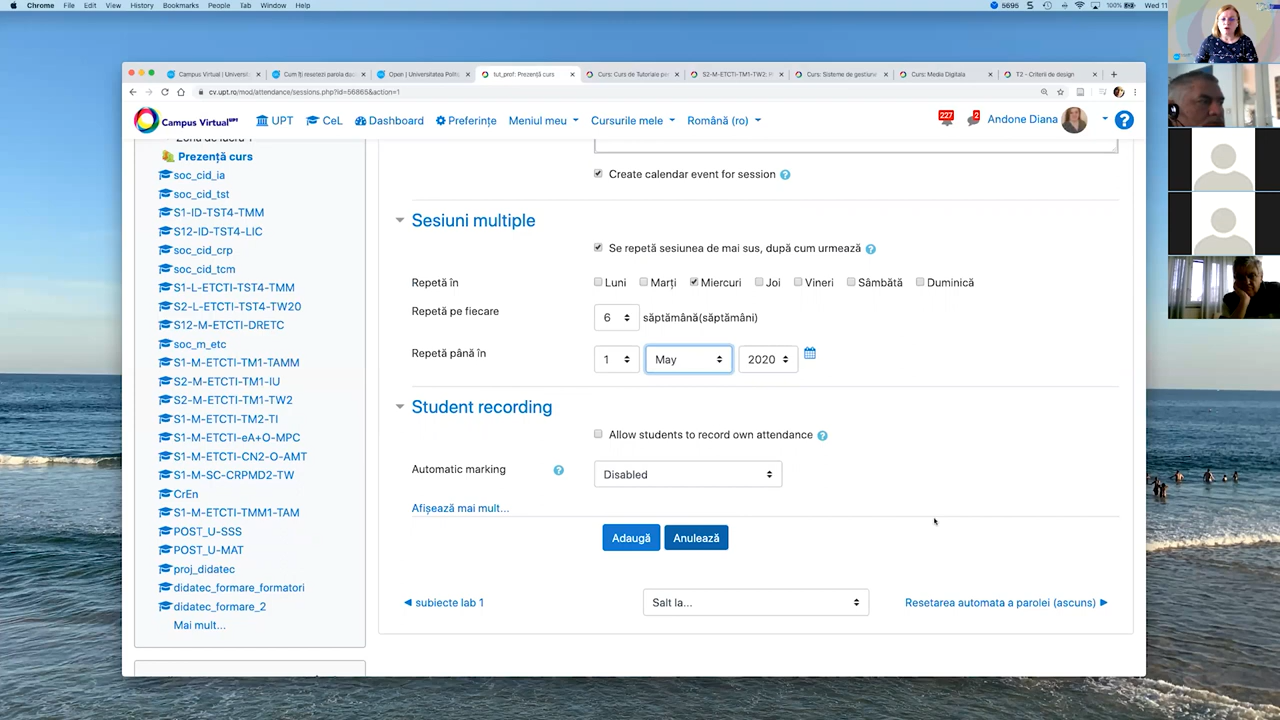 Chrome File Edit View History Bookmarks People Tab Window Help
5695 100% Wed 11
Campus Virtual | Universit
Cum îți resetezi parola da
Open | Universitatea Polit
tut_prof: Prezență curs
Curs: Curs de Tutoriale pe
S2-M-ETCTI-TM1-TW2:
Curs: Sisteme de gestiun
Curs: Media Digitala
T2 - Criterii de design
cv.upt.ro/mod/attendance/sessions.php?id=56865&action=1
Campus Virtual UPT
UPT CeL Dashboard Preferințe Meniul meu Cursurile mele Română (ro)
227 2 Andone Diana ?
Zona de lucru 1
Prezență curs
soc_cid_ia
soc_cid_tst
S1-ID-TST4-TMM
S12-ID-TST4-LIC
soc_cid_crp
soc_cid_tcm
S1-L-ETCTI-TST4-TMM
S2-L-ETCTI-TST4-TW20
S12-M-ETCTI-DRETC
soc_m_etc
S1-M-ETCTI-TM1-TAMM
S2-M-ETCTI-TM1-IU
S2-M-ETCTI-TM1-TW2
S1-M-ETCTI-TM2-TI
S1-M-ETCTI-eA+O-MPC
S1-M-ETCTI-CN2-O-AMT
S1-M-SC-CRPMD2-TW
CrEn
S1-M-ETCTI-TMM1-TAM
POST_U-SSS
POST_U-MAT
proj_didatec
didatec_formare_formatori
didatec_formare_2
Mai mult...
Create calendar event for session ?
Sesiuni multiple
Se repetă sesiunea de mai sus, după cum urmează ?
Repetă în Luni Marți Miercuri Joi Vineri Sâmbătă Duminică
Repetă pe fiecare 6 săptămână(săptămâni)
Repetă până în 1 May 2020
Student recording
Allow students to record own attendance ?
Automatic marking ? Disabled
Afișează mai mult...
Adaugă Anulează
◄ subiecte lab 1 Salt la... Resetarea automata a parolei (ascuns) ►